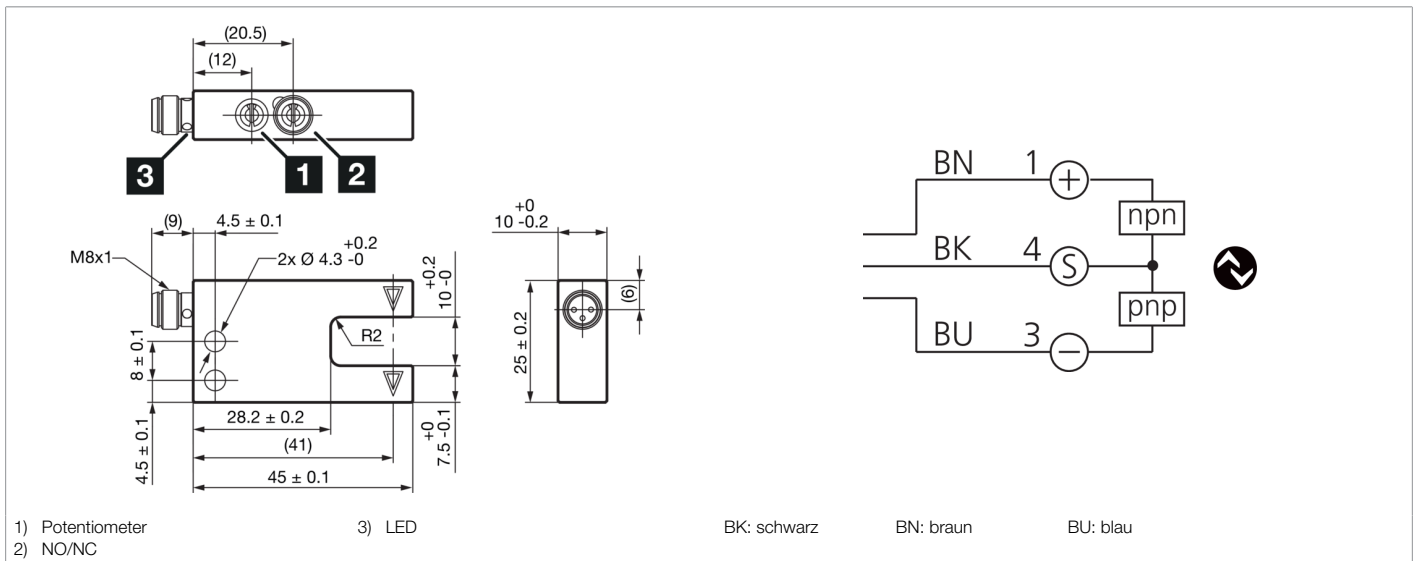 (20.5)
(12)
3
1
2
(9)
4.5 ± 0.1
M8x1
2x Ø 4.3 +0.2 -0
+0.2
10 -0
R2
8 ± 0.1
4.5 ± 0.1
28.2 ± 0.2
(41)
45 ± 0.1
+0
7.5 -0.1
+0
10 -0.2
(6)
25 ± 0.2
BN 1 +
npn
BK 4 S
pnp
BU 3 −
1) Potentiometer 3) LED BK: schwarz BN: braun BU: blau
2) NO/NC